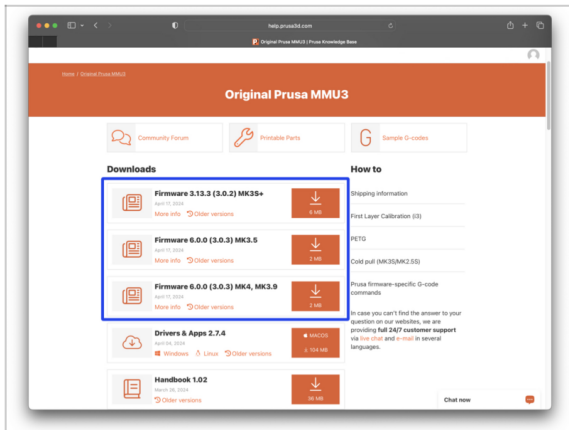 help.prusa3d.com
Original Prusa MMU3 | Prusa Knowledge Base
Home / Original Prusa MMU3
Original Prusa MMU3
Community Forum
Printable Parts
G
Sample G-codes
Downloads
Firmware 3.13.3 (3.0.2) MK3S+
April 17, 2024
More info Older versions
6 MB
Firmware 6.0.0 (3.0.3) MK3.5
April 17, 2024
More info Older versions
2 MB
Firmware 6.0.0 (3.0.3) MK4, MK3.9
April 17, 2024
More info Older versions
2 MB
Drivers & Apps 2.7.4
April 04, 2024
Windows Linux Older versions
MACOS
104 MB
Handbook 1.02
March 26, 2024
Older versions
36 MB
How to
Shipping information
First Layer Calibration (i3)
PETG
Cold pull (MK3S/MK2.5S)
Prusa firmware-specific G-code
commands
In case you can't find the answer to your
question on our websites, we are
providing full 24/7 customer support
via live chat and e-mail in several
languages.
Chat now